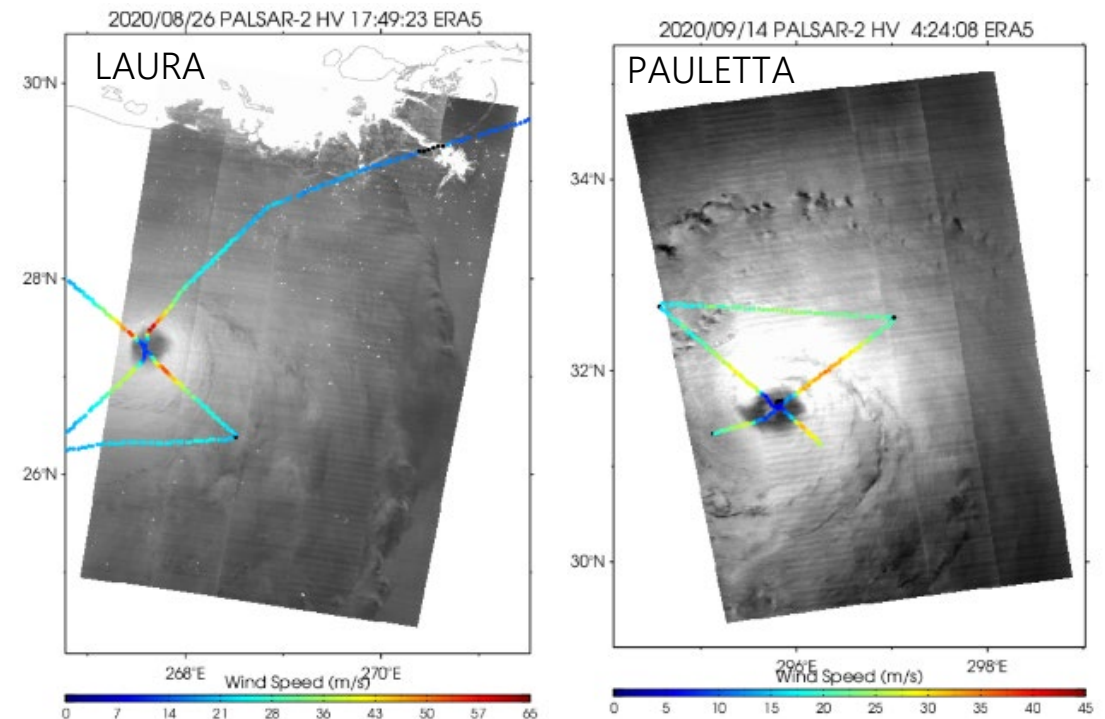 2020/08/26 PALSAR-2 HV 17:49:23 ERA5
LAURA
30°N
28°N
26°N
268°E
270°E
Wind Speed (m/s)
0 7 14 21 28 36 43 50 57 65
2020/09/14 PALSAR-2 HV 4:24:08 ERA5
PAULETTA
34°N
32°N
30°N
296°E
298°E
Wind Speed (m/s)
0 5 10 15 20 25 30 35 40 45